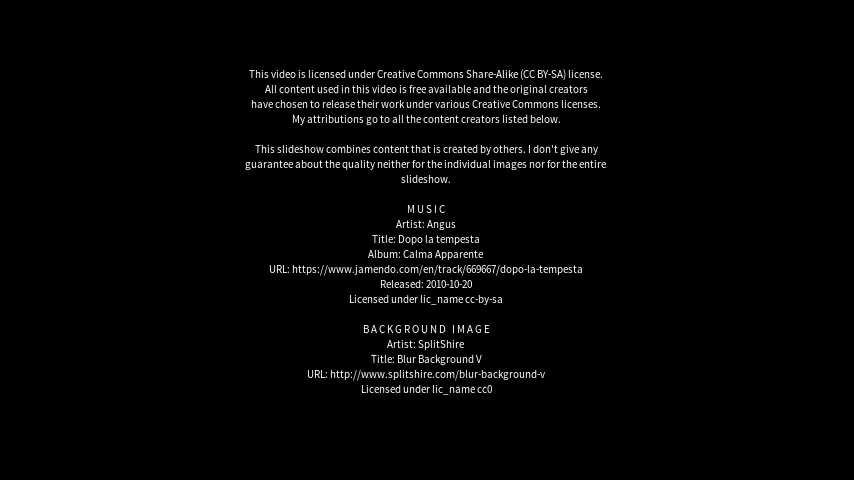 This video is licensed under Creative Commons Share-Alike (CC BY-SA) license.
All content used in this video is free available and the original creators
have chosen to release their work under various Creative Commons licenses.
My attributions go to all the content creators listed below.
This slideshow combines content that is created by others. I don't give any
guarantee about the quality neither for the individual images nor for the entire
slideshow.
MUSIC
Artist: Angus
Title: Dopo la tempesta
Album: Calma Apparente
URL: https://www.jamendo.com/en/track/669667/dopo-la-tempesta
Released: 2010-10-20
Licensed under lic_name cc-by-sa
BACKGROUND IMAGE
Artist: SplitShire
Title: Blur Background V
URL: http://www.splitshire.com/blur-background-v
Licensed under lic_name cc0